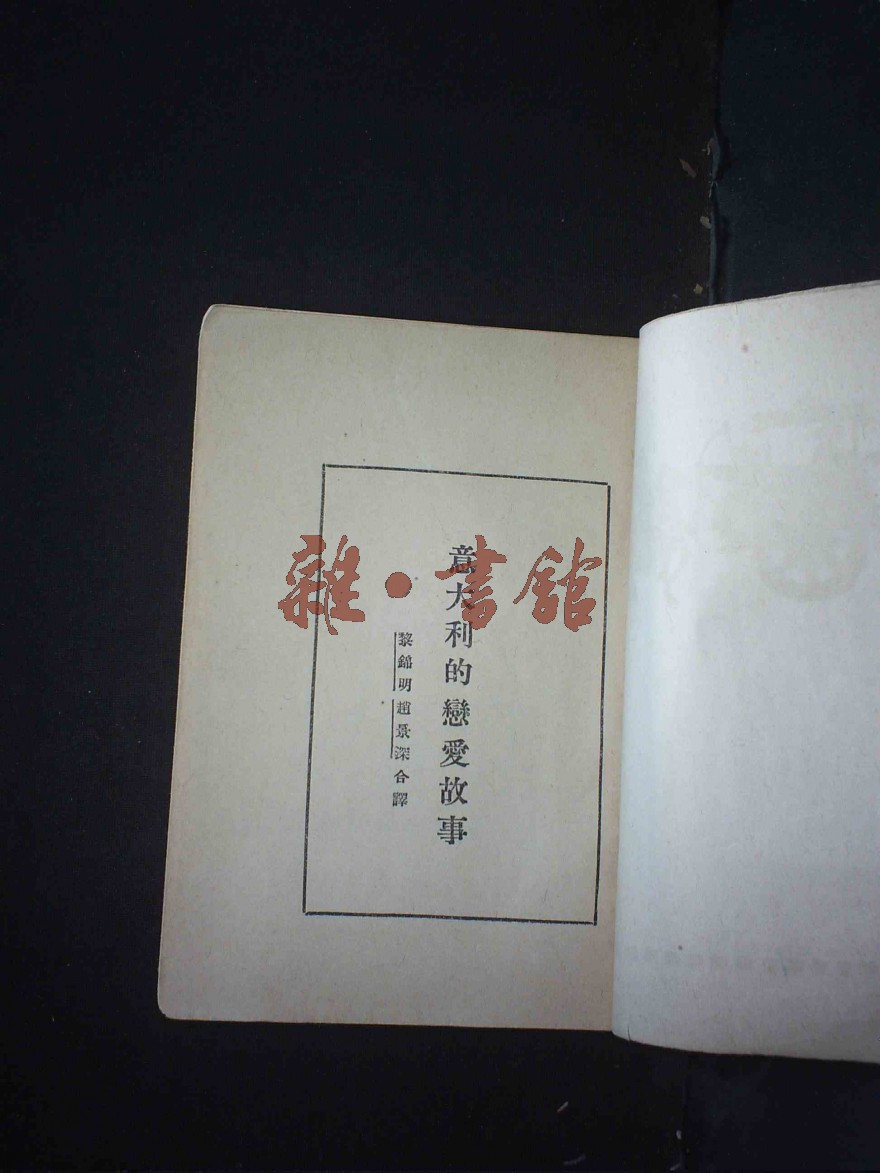 意大利的戀愛故事
黎錦明趙景深合譯
雜·書館